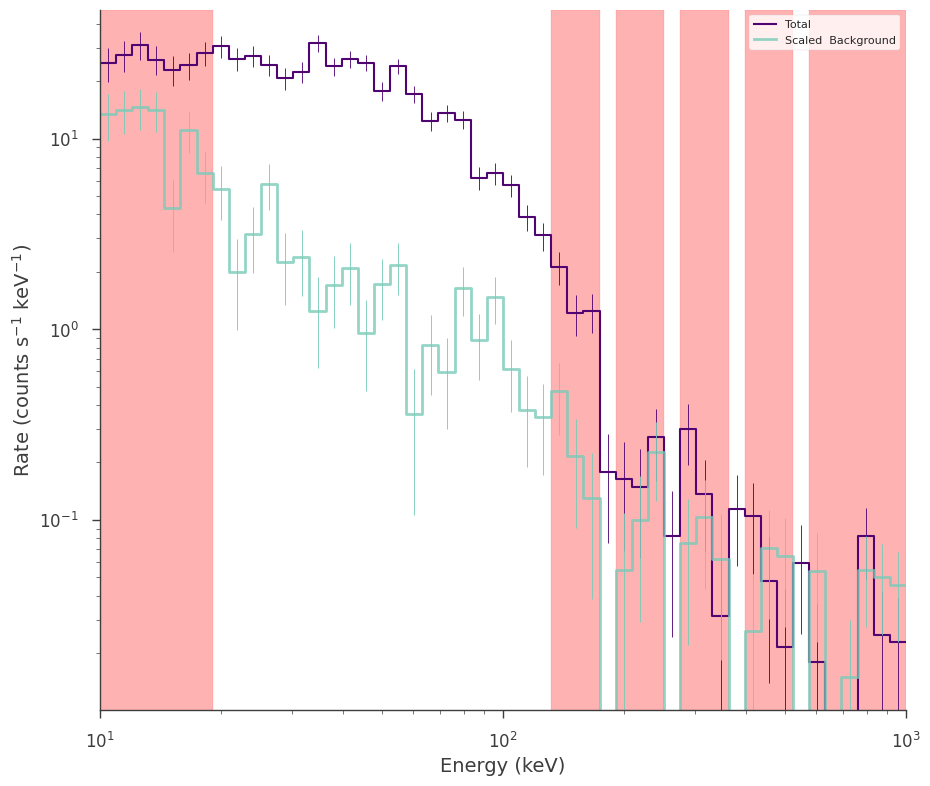 Total
Scaled  Background
Rate (counts s⁻¹ keV⁻¹)
10¹
10⁰
10⁻¹
10¹ 10² 10³
Energy (keV)